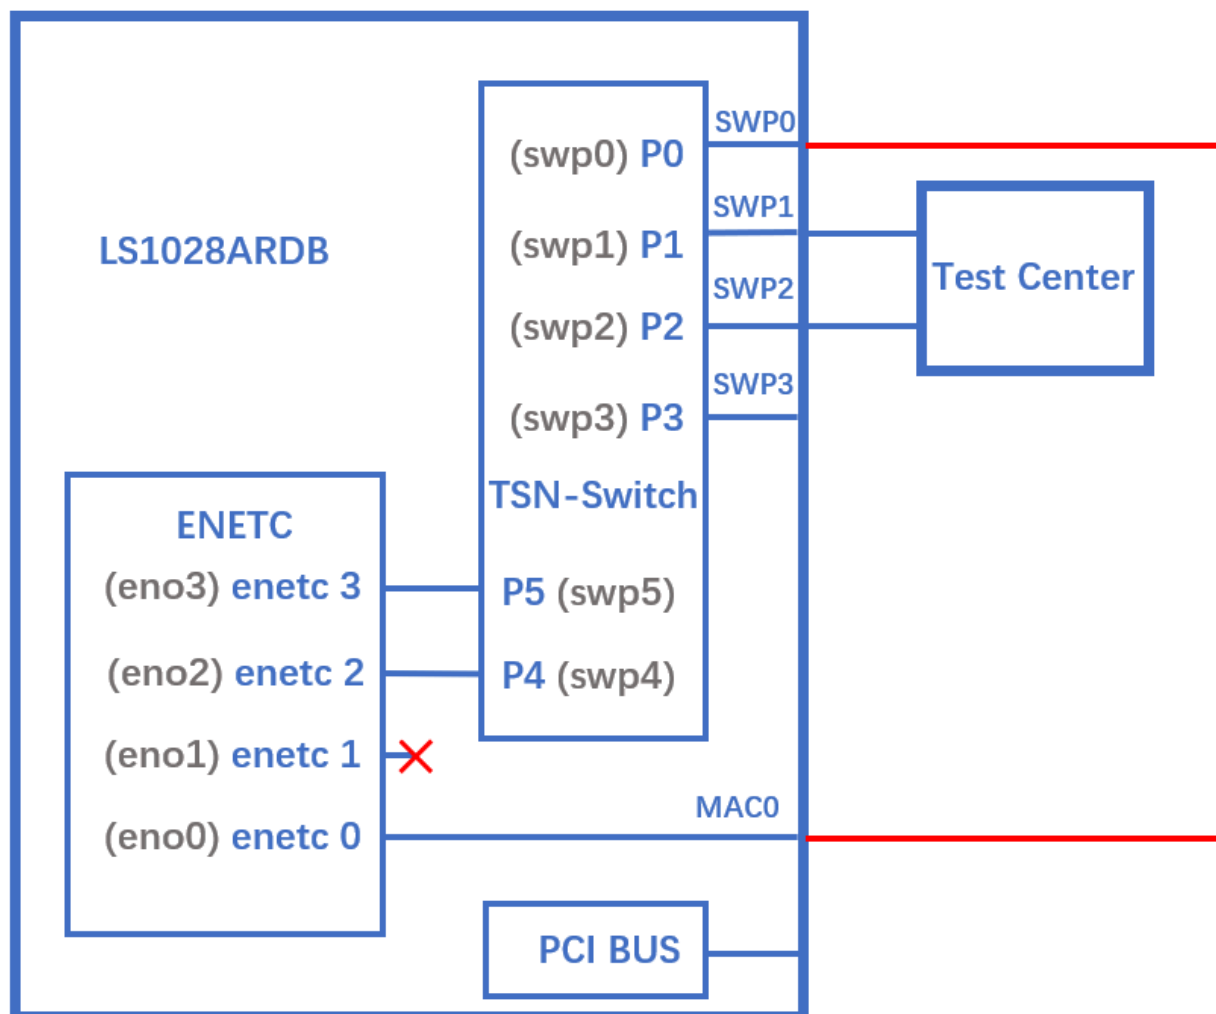 SWP0
(swp0) P0
SWP1
LS1028ARDB
(swp1) P1
Test Center
SWP2
(swp2) P2
SWP3
(swp3) P3
TSN-Switch
ENETC
(eno3) enetc 3
P5 (swp5)
(eno2) enetc 2
P4 (swp4)
(eno1) enetc 1
MAC0
(eno0) enetc 0
PCI BUS